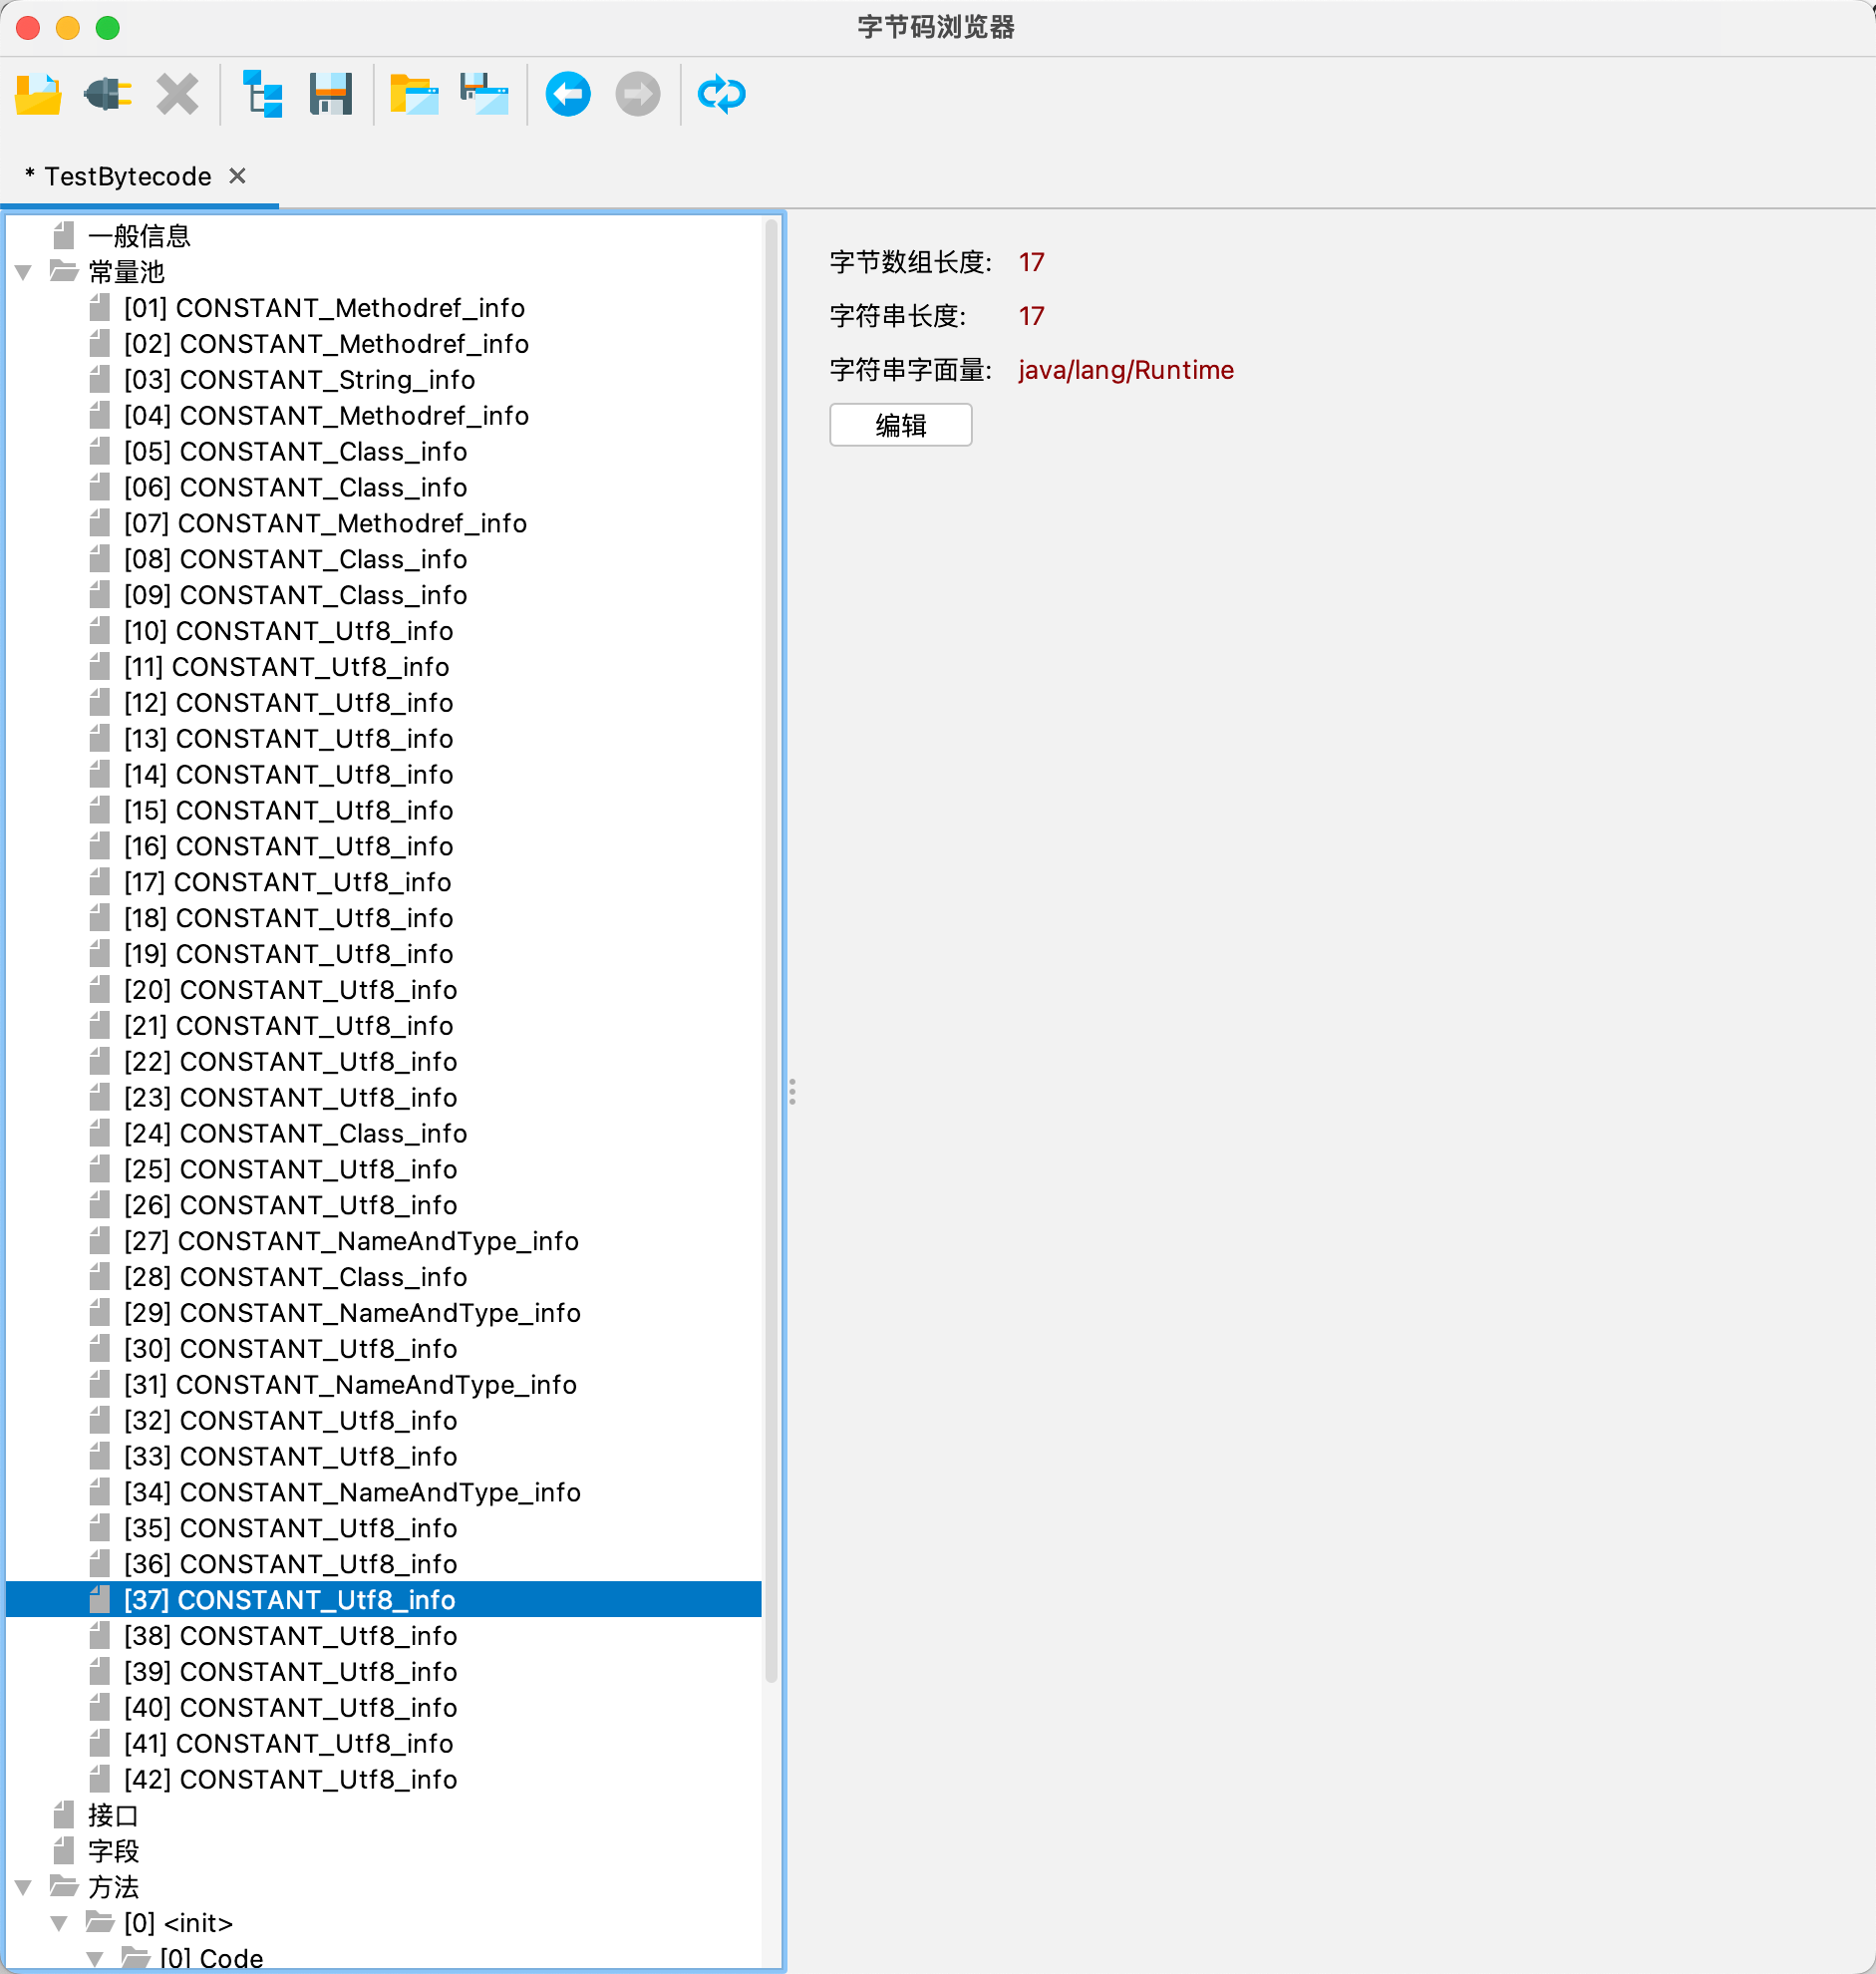 字节码浏览器
* TestBytecode
一般信息
常量池
[01] CONSTANT_Methodref_info
[02] CONSTANT_Methodref_info
[03] CONSTANT_String_info
[04] CONSTANT_Methodref_info
[05] CONSTANT_Class_info
[06] CONSTANT_Class_info
[07] CONSTANT_Methodref_info
[08] CONSTANT_Class_info
[09] CONSTANT_Class_info
[10] CONSTANT_Utf8_info
[11] CONSTANT_Utf8_info
[12] CONSTANT_Utf8_info
[13] CONSTANT_Utf8_info
[14] CONSTANT_Utf8_info
[15] CONSTANT_Utf8_info
[16] CONSTANT_Utf8_info
[17] CONSTANT_Utf8_info
[18] CONSTANT_Utf8_info
[19] CONSTANT_Utf8_info
[20] CONSTANT_Utf8_info
[21] CONSTANT_Utf8_info
[22] CONSTANT_Utf8_info
[23] CONSTANT_Utf8_info
[24] CONSTANT_Class_info
[25] CONSTANT_Utf8_info
[26] CONSTANT_Utf8_info
[27] CONSTANT_NameAndType_info
[28] CONSTANT_Class_info
[29] CONSTANT_NameAndType_info
[30] CONSTANT_Utf8_info
[31] CONSTANT_NameAndType_info
[32] CONSTANT_Utf8_info
[33] CONSTANT_Utf8_info
[34] CONSTANT_NameAndType_info
[35] CONSTANT_Utf8_info
[36] CONSTANT_Utf8_info
[37] CONSTANT_Utf8_info
[38] CONSTANT_Utf8_info
[39] CONSTANT_Utf8_info
[40] CONSTANT_Utf8_info
[41] CONSTANT_Utf8_info
[42] CONSTANT_Utf8_info
接口
字段
方法
[0] <init>
[0] Code
字节数组长度: 17
字符串长度: 17
字符串字面量: java/lang/Runtime
编辑